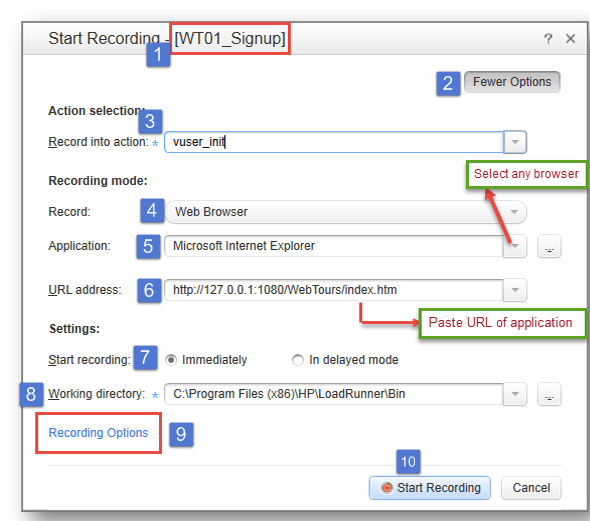 Start Recording - [WT01_Signup] ? ×
1
2 Fewer Options
Action selection:
3
Record into action: * vuser_init
Select any browser
Recording mode:
Record: 4 Web Browser
Application: 5 Microsoft Internet Explorer ...
URL address: 6 http://127.0.0.1:1080/WebTours/index.htm
Paste URL of application
Settings:
Start recording: 7 Immediately In delayed mode
8 Working directory: * C:\Program Files (x86)\HP\LoadRunner\Bin ...
Recording Options 9
10
Start Recording Cancel